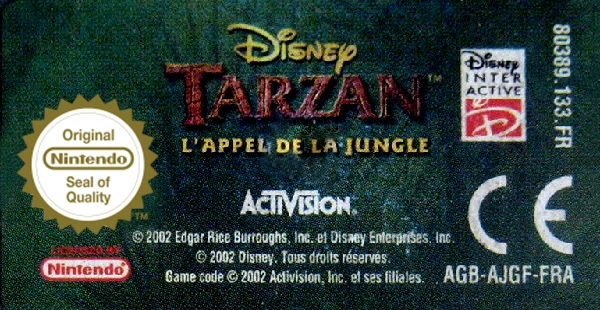 Disney
TARZAN™
L'APPEL DE LA JUNGLE
Disney
INTER
ACTIVE
80389.133.FR
Original
Nintendo
Seal of
Quality
TM
ACTIVISION.
CE
© 2002 Edgar Rice Burroughs, Inc. et Disney Enterprises, Inc.
© 2002 Disney. Tous droits réservés.
Game code © 2002 Activision, Inc. et ses filiales.
LICENSED BY
Nintendo
AGB-AJGF-FRA